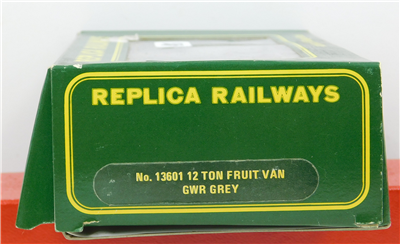 REPLICA RAILWAYS
No. 13601 12 TON FRUIT VAN
GWR GREY